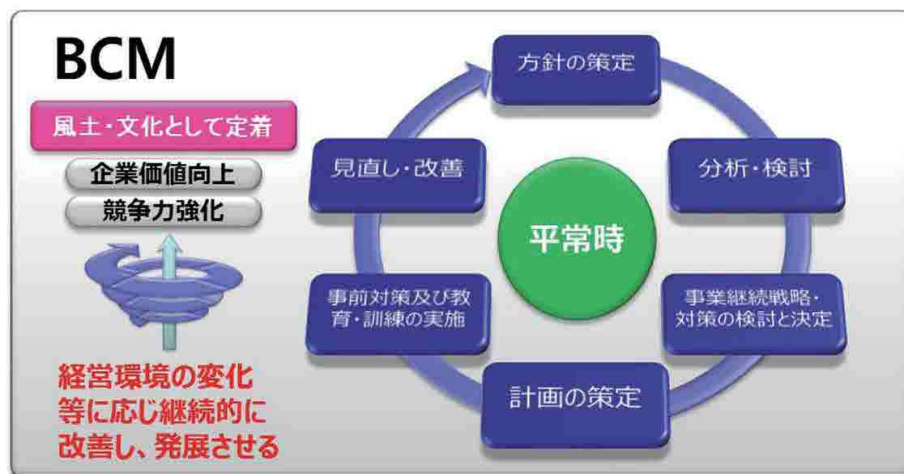 BCM
風土・文化として定着
企業価値向上
競争力強化
経営環境の変化
等に応じ継続的に
改善し、発展させる
方針の策定
分析・検討
事業継続戦略・
対策の検討と決定
計画の策定
事前対策及び教
育・訓練の実施
見直し・改善
平常時